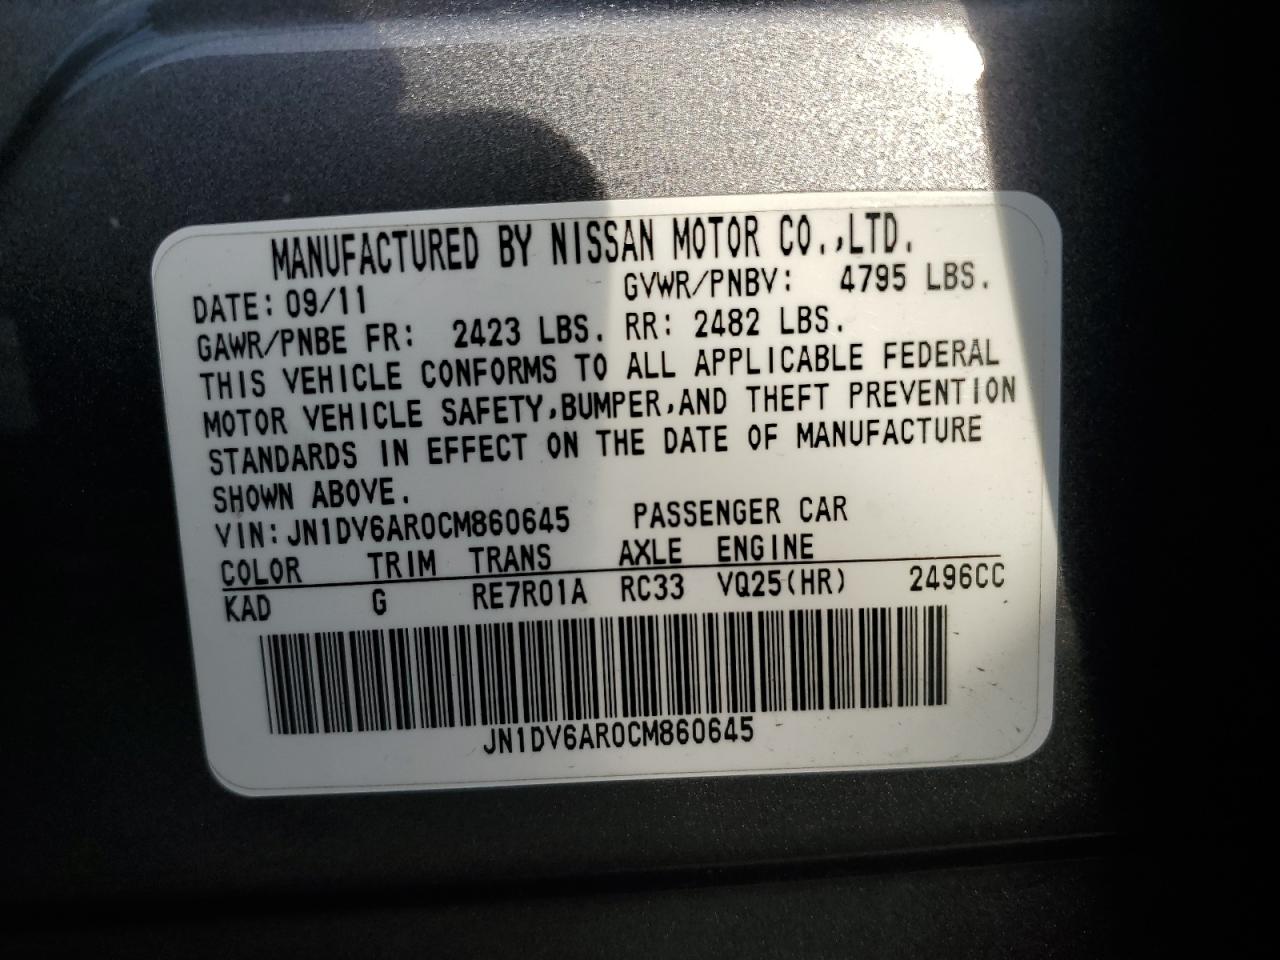 MANUFACTURED BY NISSAN MOTOR CO.,LTD.
DATE: 09/11 GVWR/PNBV: 4795 LBS.
GAWR/PNBE FR: 2423 LBS. RR: 2482 LBS.
THIS VEHICLE CONFORMS TO ALL APPLICABLE FEDERAL
MOTOR VEHICLE SAFETY,BUMPER,AND THEFT PREVENTION
STANDARDS IN EFFECT ON THE DATE OF MANUFACTURE
SHOWN ABOVE.
VIN:JN1DV6AR0CM860645 PASSENGER CAR
COLOR TRIM TRANS AXLE ENGINE
KAD G RE7R01A RC33 VQ25(HR) 2496CC
JN1DV6AR0CM860645